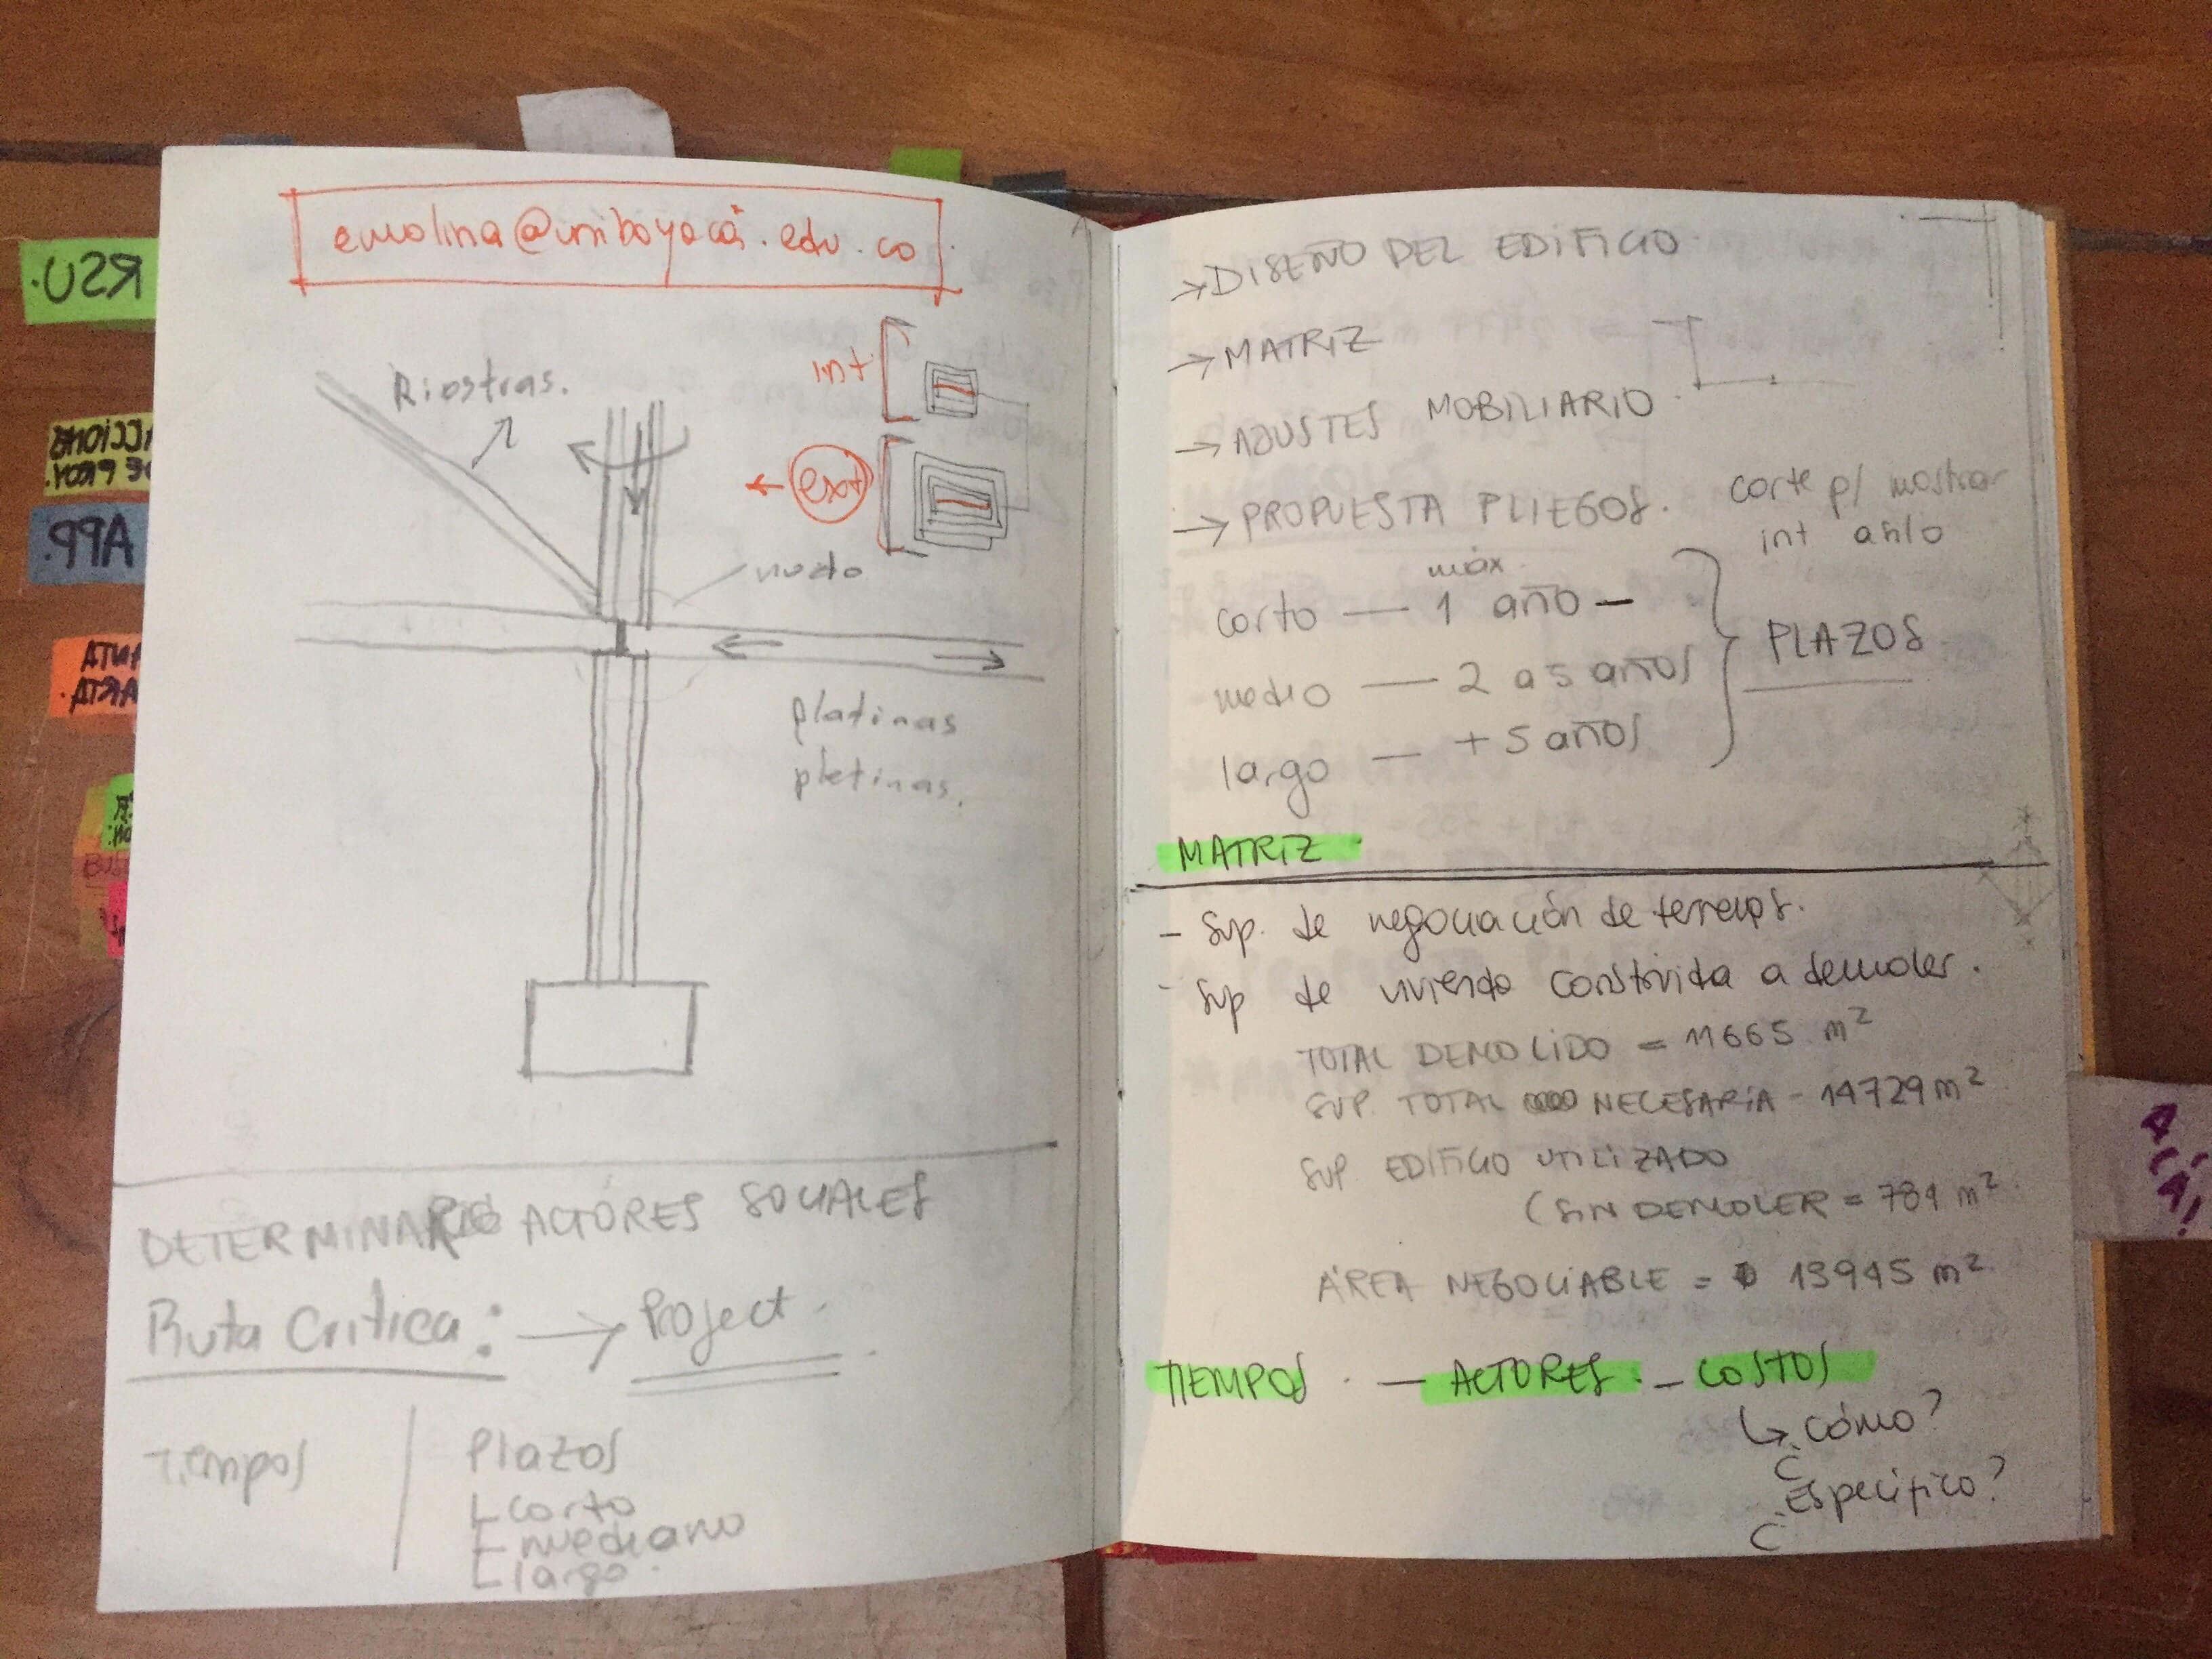 emolina@uniboyacá.edu.co
Riostras.
int
ext
nudo
platinas
pletinas.
DETERMINAR ACTORES SOCIALES
Ruta Crítica: → Project.
Tiempos
Plazos
corto
mediano
largo.
→ DISEÑO DEL EDIFICIO
→ MATRIZ
→ AJUSTES MOBILIARIO
→ PROPUESTA PLIEGOS. corte p/ mostrar
int
máx
corto — 1 año —
medio — 2 a 5 años
largo — + 5 años
PLAZOS
MATRIZ
- Sup. de negociación de terrenos.
- Sup de vivienda construida a demoler.
TOTAL DEMOLIDO = 11665 m²
SUP. TOTAL NECESARIA - 14729 m²
SUP EDIFICIO UTILIZADO
(SIN DEMOLER = 784 m²
ÁREA NEGOCIABLE = 13945 m²
TIEMPOS. — ACTORES. — COSTOS
↳ ¿Cómo?
¿Específico?
RSU.
APP.
ACÁ!